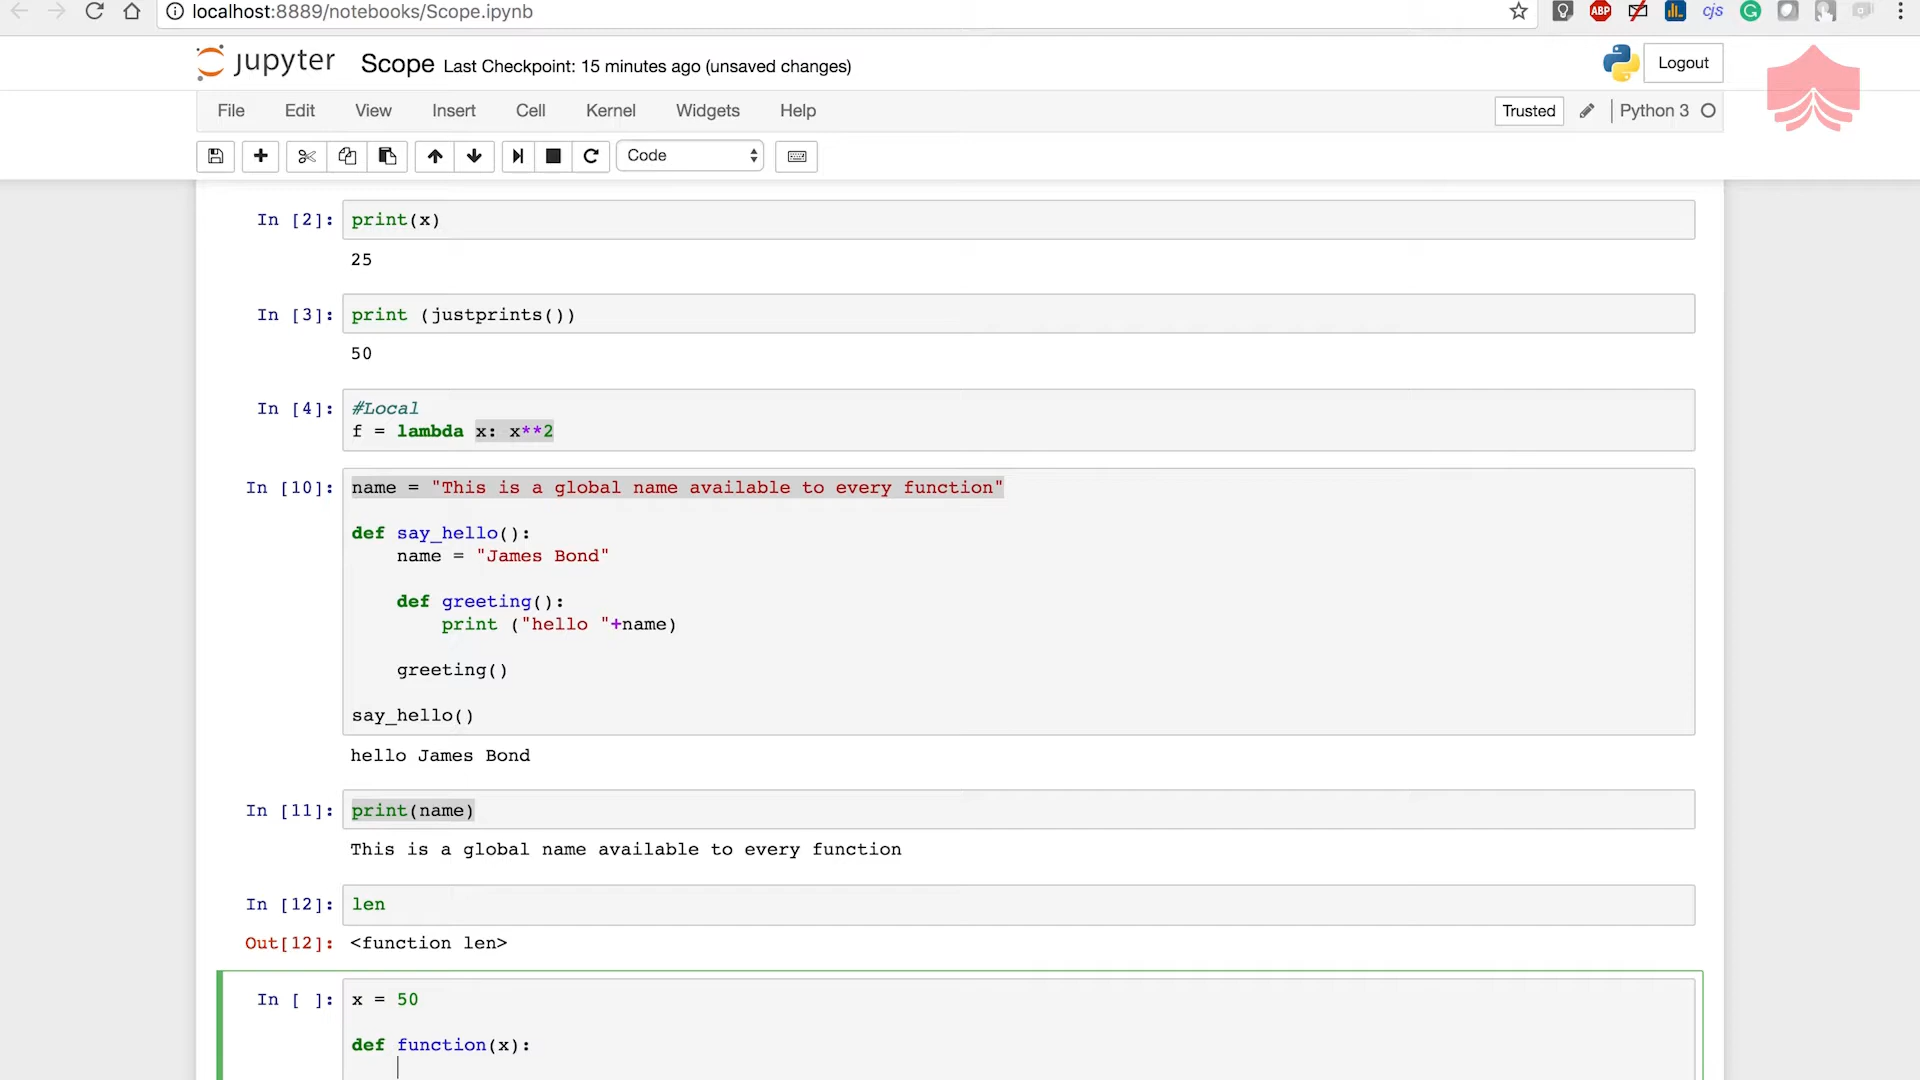 localhost:8889/notebooks/Scope.ipynb
ABP
cjs
jupyter Scope Last Checkpoint: 15 minutes ago (unsaved changes)
Logout
File Edit View Insert Cell Kernel Widgets Help
Trusted Python 3
Code
In [2]: print(x)
25
In [3]: print (justprints())
50
In [4]: #Local
f = lambda x: x**2
In [10]: name = "This is a global name available to every function"
def say_hello():
name = "James Bond"
def greeting():
print ("hello "+name)
greeting()
say_hello()
hello James Bond
In [11]: print(name)
This is a global name available to every function
In [12]: len
Out[12]: <function len>
In [ ]: x = 50
def function(x):